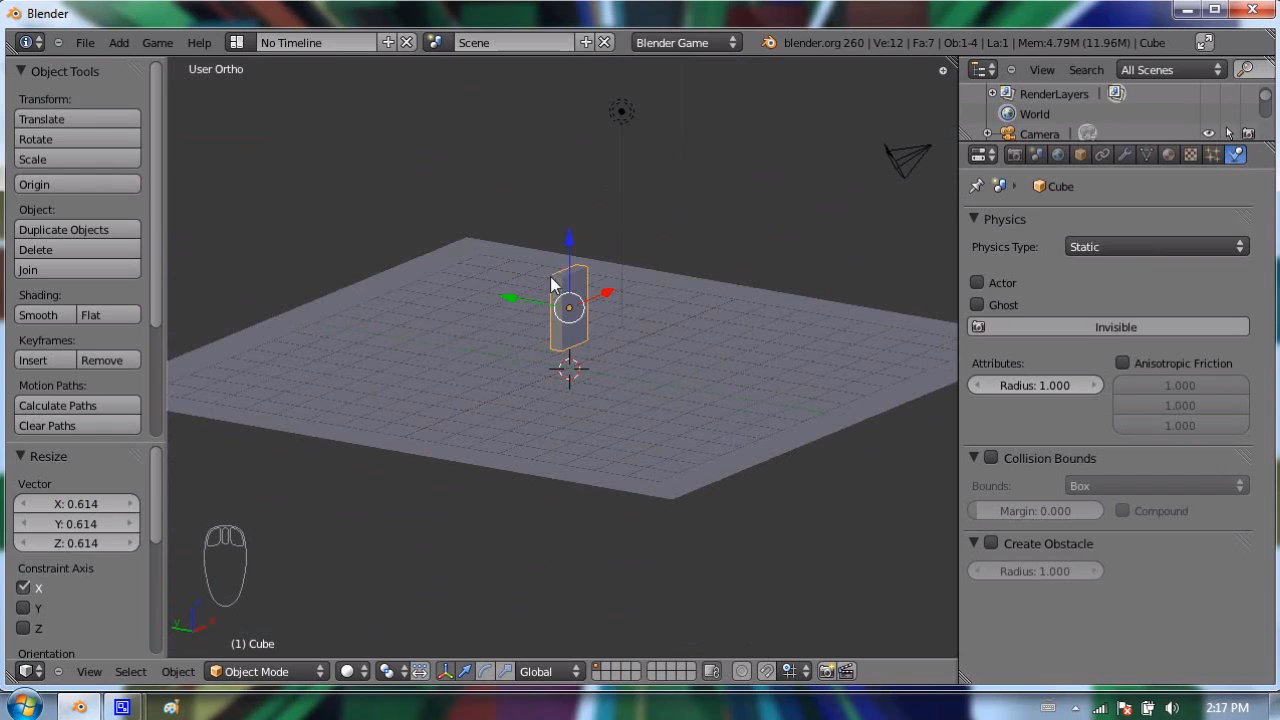 Blender
File Add Game Help No Timeline Scene Blender Game blender.org 260 | Ve:12 | Fa:7 | Ob:1-4 | La:1 | Mem:4.79M (11.96M) | Cube
Object Tools
Transform:
Translate
Rotate
Scale
Origin
Object:
Duplicate Objects
Delete
Join
Shading:
Smooth Flat
Keyframes:
Insert Remove
Motion Paths:
Calculate Paths
Clear Paths
Resize
Vector
X: 0.614
Y: 0.614
Z: 0.614
Constraint Axis
X
Y
Z
Orientation
User Ortho
(1) Cube
View Select Object Object Mode Global
View Search All Scenes
RenderLayers
World
Camera
Cube
Physics
Physics Type: Static
Actor
Ghost
Invisible
Attributes: Anisotropic Friction
Radius: 1.000 1.000
1.000
1.000
Collision Bounds
Bounds: Box
Margin: 0.000 Compound
Create Obstacle
Radius: 1.000
2:17 PM